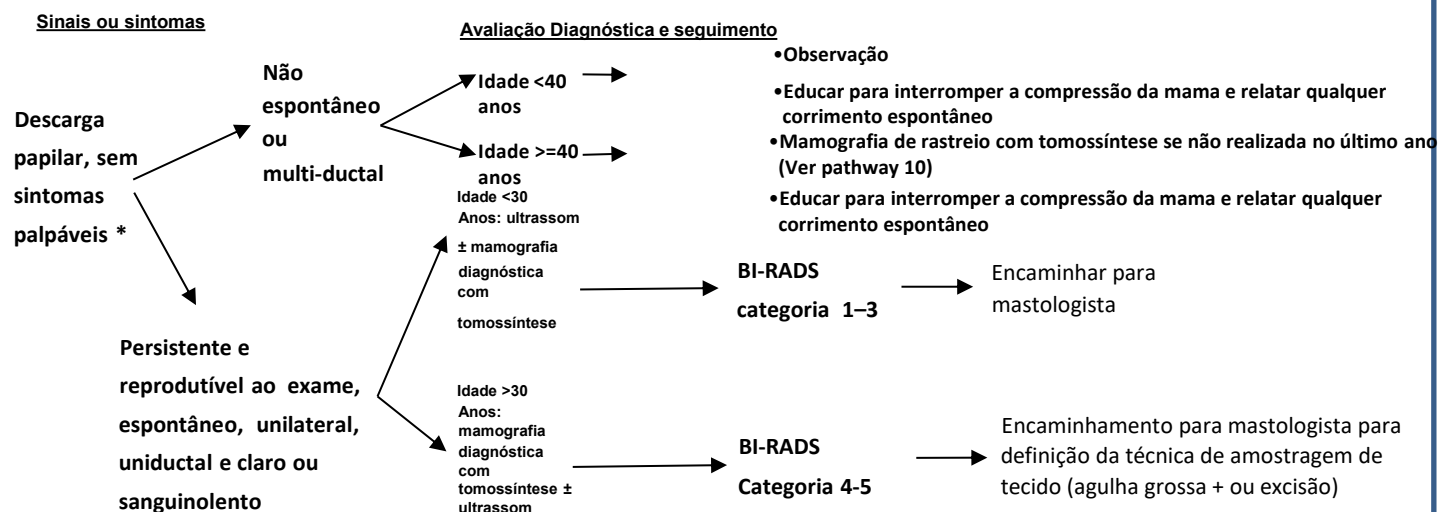 Sinais ou sintomas
Avaliação Diagnóstica e seguimento
Descarga
papilar, sem
sintomas
palpáveis *
Não
espontâneo
ou
multi-ductal
Idade <40
anos
•Observação
•Educar para interromper a compressão da mama e relatar qualquer
corrimento espontâneo
Idade >=40
anos
•Mamografia de rastreio com tomossíntese se não realizada no último ano
(Ver pathway 10)
•Educar para interromper a compressão da mama e relatar qualquer
corrimento espontâneo
Persistente e
reprodutível ao exame,
espontâneo, unilateral,
uniductal e claro ou
sanguinolento
Idade <30
Anos: ultrassom
± mamografia
diagnóstica
com
tomossíntese
BI-RADS
categoria 1–3
Encaminhar para
mastologista
Idade >30
Anos:
mamografia
diagnóstica
com
tomossíntese ±
ultrassom
BI-RADS
Categoria 4-5
Encaminhamento para mastologista para
definição da técnica de amostragem de
tecido (agulha grossa + ou excisão)